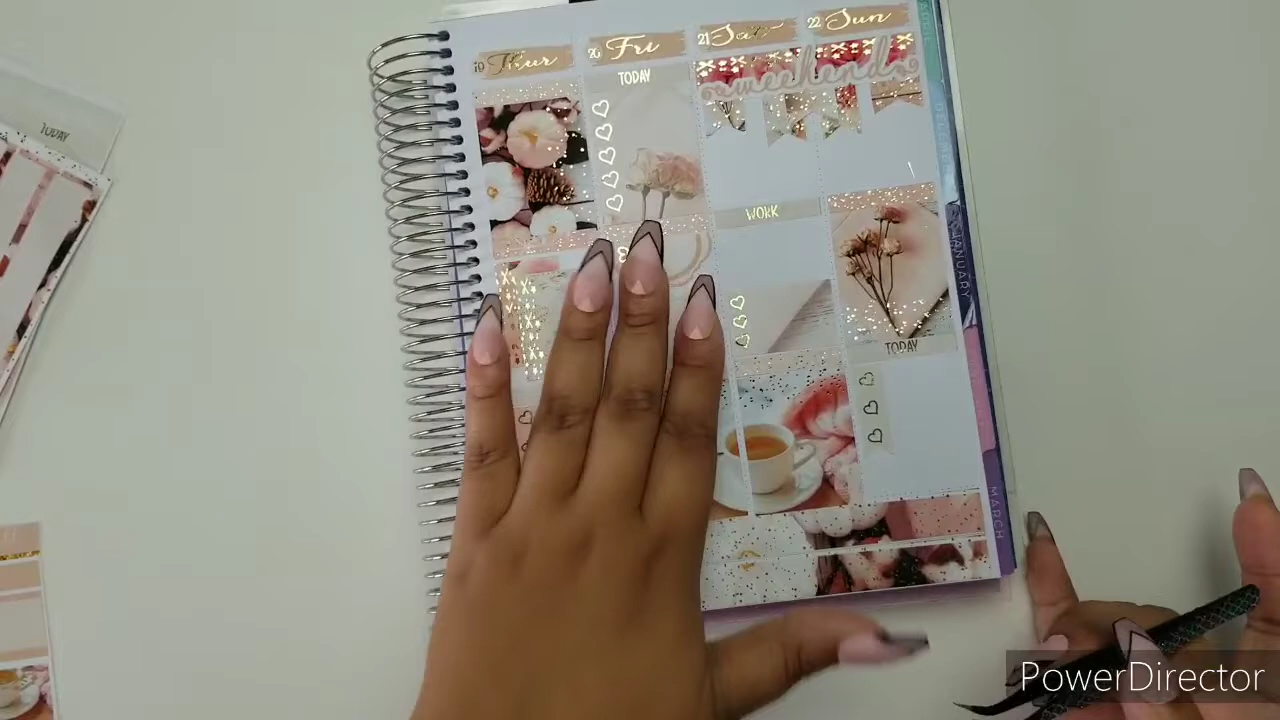 19 Thur
20 Fri
21 Sat
22 Sun
TODAY
weekend
WORK
TODAY
TODAY
JANUARY
MARCH
PowerDirector